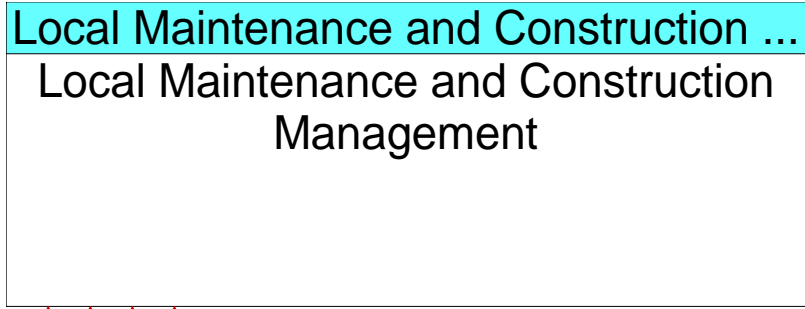 Local Maintenance and Construction ...
Local Maintenance and Construction
Management